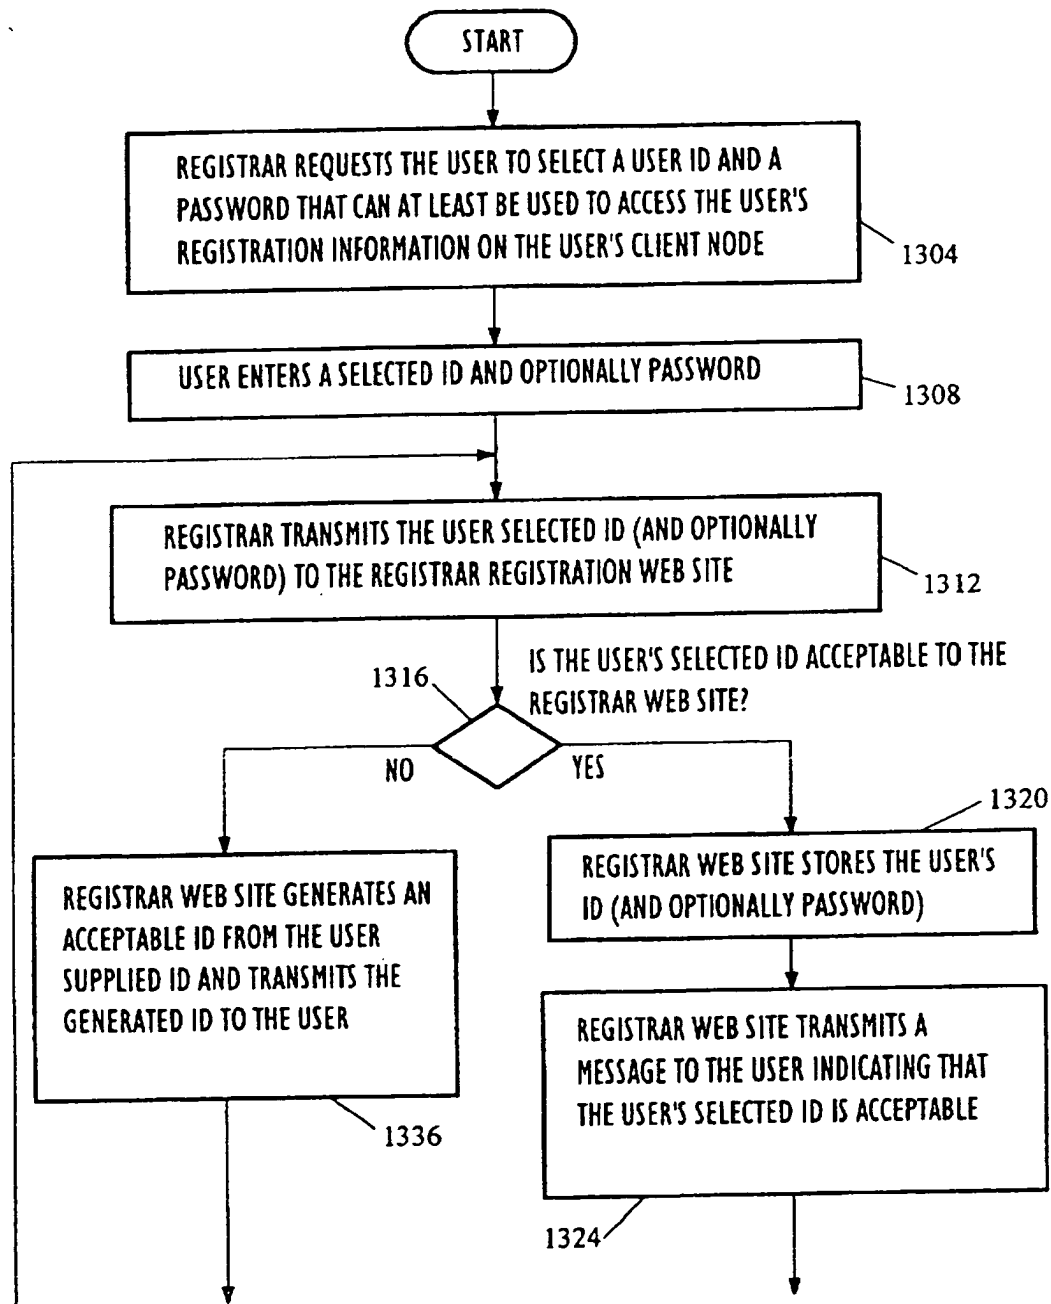 START
REGISTRAR REQUESTS THE USER TO SELECT A USER ID AND A
PASSWORD THAT CAN AT LEAST BE USED TO ACCESS THE USER'S
REGISTRATION INFORMATION ON THE USER'S CLIENT NODE
1304
USER ENTERS A SELECTED ID AND OPTIONALLY PASSWORD
1308
REGISTRAR TRANSMITS THE USER SELECTED ID (AND OPTIONALLY
PASSWORD) TO THE REGISTRAR REGISTRATION WEB SITE
1312
IS THE USER'S SELECTED ID ACCEPTABLE TO THE
REGISTRAR WEB SITE?
1316
NO
YES
1320
REGISTRAR WEB SITE STORES THE USER'S
ID (AND OPTIONALLY PASSWORD)
REGISTRAR WEB SITE GENERATES AN
ACCEPTABLE ID FROM THE USER
SUPPLIED ID AND TRANSMITS THE
GENERATED ID TO THE USER
1336
REGISTRAR WEB SITE TRANSMITS A
MESSAGE TO THE USER INDICATING THAT
THE USER'S SELECTED ID IS ACCEPTABLE
1324